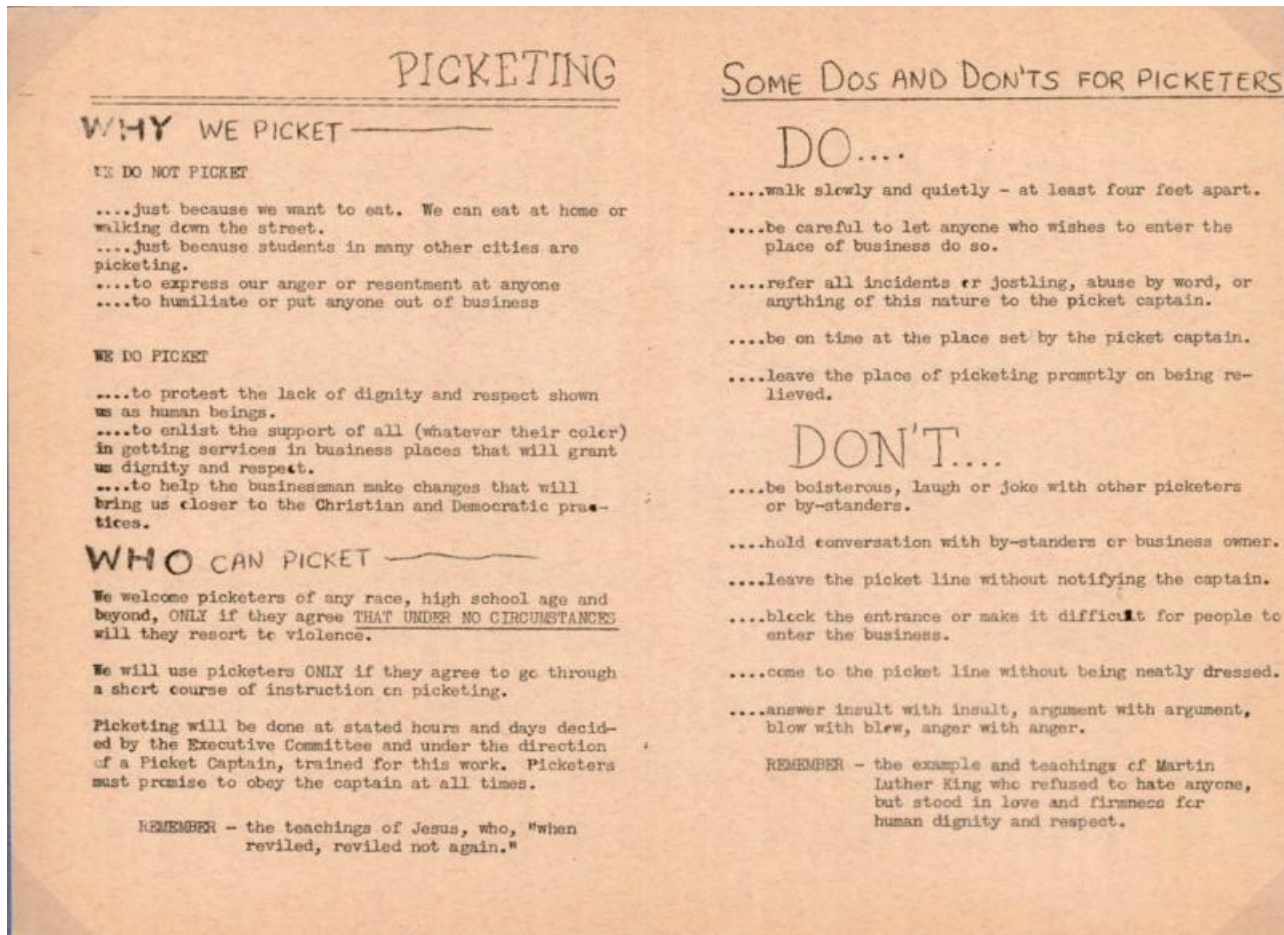 PICKETING
WHY WE PICKET
WE DO NOT PICKET
....just because we want to eat. We can eat at home or
walking down the street.
....just because students in many other cities are
picketing.
....to express our anger or resentment at anyone
....to humiliate or put anyone out of business
WE DO PICKET
....to protest the lack of dignity and respect shown
us as human beings.
....to enlist the support of all (whatever their color)
in getting services in business places that will grant
us dignity and respect.
....to help the businessman make changes that will
bring us closer to the Christian and Democratic prac-
tices.
WHO CAN PICKET
We welcome picketers of any race, high school age and
beyond, ONLY if they agree THAT UNDER NO CIRCUMSTANCES
will they resort to violence.
We will use picketers ONLY if they agree to go through
a short course of instruction on picketing.
Picketing will be done at stated hours and days decid-
ed by the Executive Committee and under the direction
of a Picket Captain, trained for this work. Picketers
must promise to obey the captain at all times.
REMEMBER - the teachings of Jesus, who, "when
reviled, reviled not again."
SOME DOS AND DON'TS FOR PICKETERS
DO....
....walk slowly and quietly - at least four feet apart.
....be careful to let anyone who wishes to enter the
place of business do so.
....refer all incidents or jostling, abuse by word, or
anything of this nature to the picket captain.
....be on time at the place set by the picket captain.
....leave the place of picketing promptly on being re-
lieved.
DON'T....
....be boisterous, laugh or joke with other picketers
or by-standers.
....hold conversation with by-standers or business owner.
....leave the picket line without notifying the captain.
....block the entrance or make it difficult for people to
enter the business.
....come to the picket line without being neatly dressed.
....answer insult with insult, argument with argument,
blow with blow, anger with anger.
REMEMBER - the example and teachings of Martin
Luther King who refused to hate anyone,
but stood in love and firmness for
human dignity and respect.